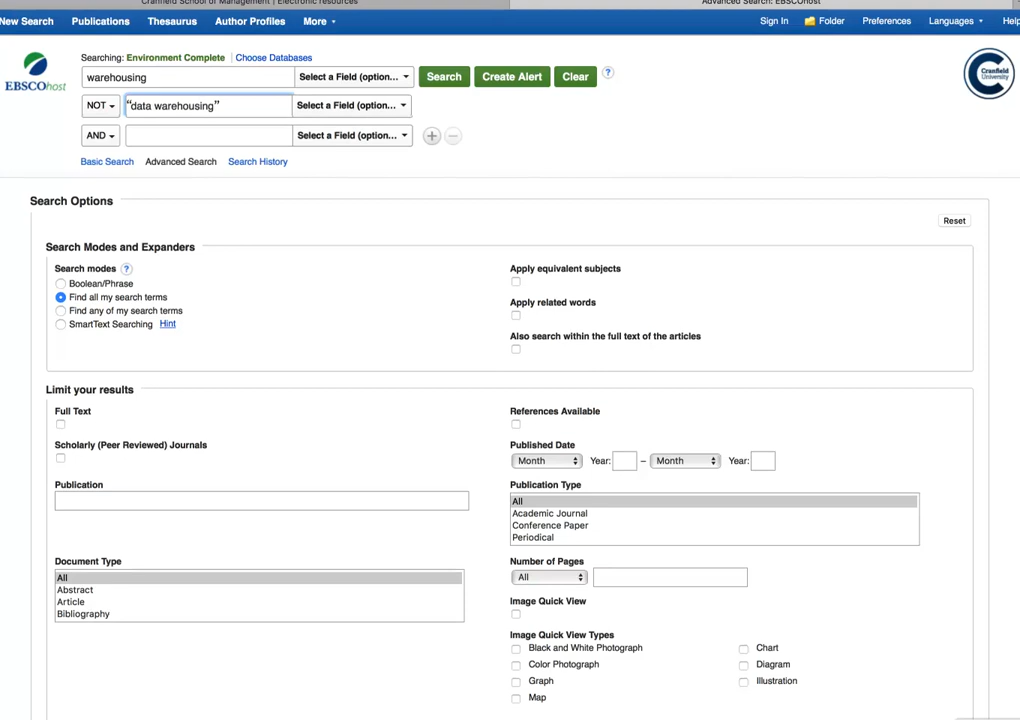 Cranfield School of Management | Electronic resources
Advanced Search: EBSCOhost
New Search Publications Thesaurus Author Profiles More
Sign In Folder Preferences Languages Help
Searching: Environment Complete Choose Databases
EBSCOhost
warehousing Select a Field (option... Search Create Alert Clear ?
Cranfield University
NOT “data warehousing” Select a Field (option...
AND Select a Field (option... + −
Basic Search Advanced Search Search History
Search Options
Reset
Search Modes and Expanders
Search modes ?
Boolean/Phrase
Find all my search terms
Find any of my search terms
SmartText Searching Hint
Apply equivalent subjects
Apply related words
Also search within the full text of the articles
Limit your results
Full Text
References Available
Scholarly (Peer Reviewed) Journals
Published Date
Month Year: – Month Year:
Publication
Publication Type
All
Academic Journal
Conference Paper
Periodical
Document Type
All
Abstract
Article
Bibliography
Number of Pages
All
Image Quick View
Image Quick View Types
Black and White Photograph
Color Photograph
Graph
Map
Chart
Diagram
Illustration